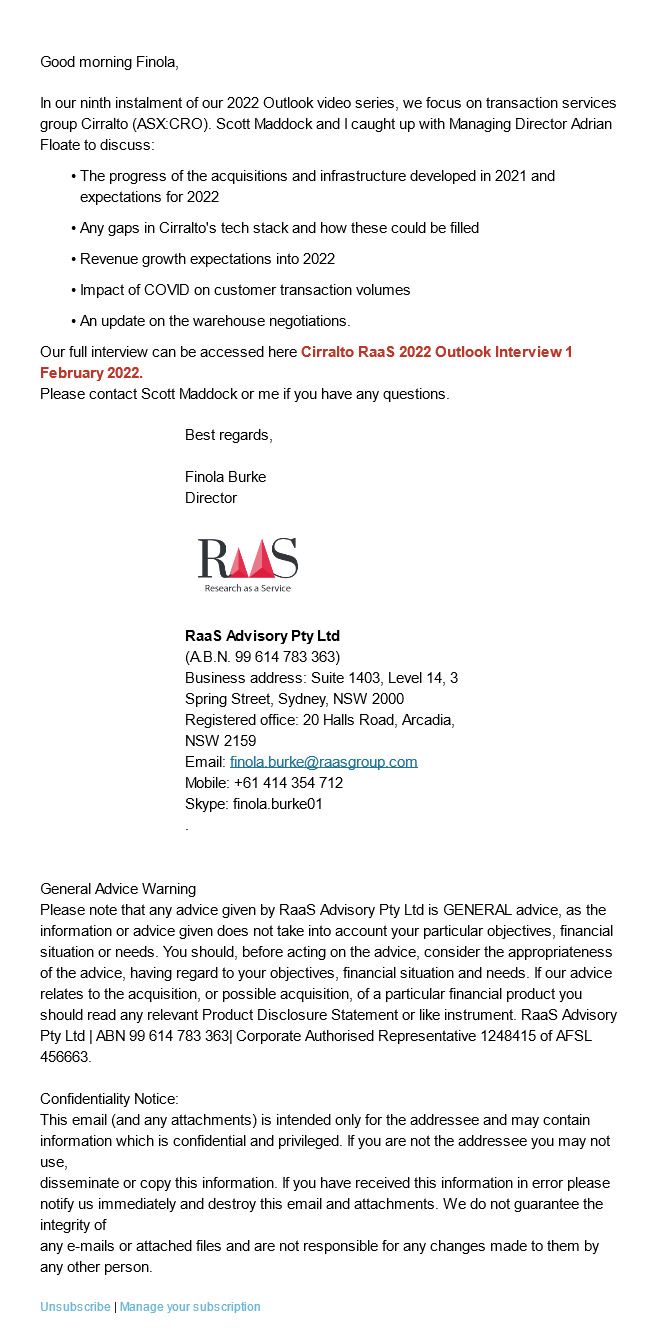 Good morning Finola,
In our ninth instalment of our 2022 Outlook video series, we focus on transaction services
group Cirralto (ASX:CRO). Scott Maddock and I caught up with Managing Director Adrian
Floate to discuss:
• The progress of the acquisitions and infrastructure developed in 2021 and
expectations for 2022
• Any gaps in Cirralto's tech stack and how these could be filled
• Revenue growth expectations into 2022
• Impact of COVID on customer transaction volumes
• An update on the warehouse negotiations.
Our full interview can be accessed here Cirralto RaaS 2022 Outlook Interview 1
February 2022.
Please contact Scott Maddock or me if you have any questions.
Best regards,
Finola Burke
Director
RaaS
Research as a Service
RaaS Advisory Pty Ltd
(A.B.N. 99 614 783 363)
Business address: Suite 1403, Level 14, 3
Spring Street, Sydney, NSW 2000
Registered office: 20 Halls Road, Arcadia,
NSW 2159
Email: finola.burke@raasgroup.com
Mobile: +61 414 354 712
Skype: finola.burke01
.
General Advice Warning
Please note that any advice given by RaaS Advisory Pty Ltd is GENERAL advice, as the
information or advice given does not take into account your particular objectives, financial
situation or needs. You should, before acting on the advice, consider the appropriateness
of the advice, having regard to your objectives, financial situation and needs. If our advice
relates to the acquisition, or possible acquisition, of a particular financial product you
should read any relevant Product Disclosure Statement or like instrument. RaaS Advisory
Pty Ltd | ABN 99 614 783 363| Corporate Authorised Representative 1248415 of AFSL
456663.
Confidentiality Notice:
This email (and any attachments) is intended only for the addressee and may contain
information which is confidential and privileged. If you are not the addressee you may not
use,
disseminate or copy this information. If you have received this information in error please
notify us immediately and destroy this email and attachments. We do not guarantee the
integrity of
any e-mails or attached files and are not responsible for any changes made to them by
any other person.
Unsubscribe | Manage your subscription